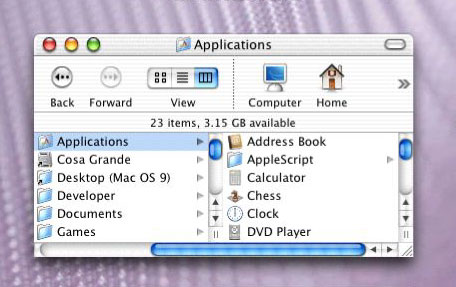 Applications
Back Forward View Computer Home
23 items, 3.15 GB available
Applications
Cosa Grande
Desktop (Mac OS 9)
Developer
Documents
Games
Address Book
AppleScript
Calculator
Chess
Clock
DVD Player